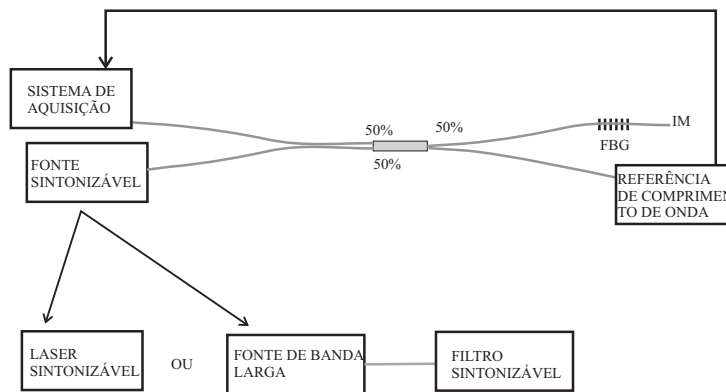 SISTEMA DE
AQUISIÇÃO
50%
50%
50%
IM
FBG
FONTE
SINTONIZÁVEL
REFERÊNCIA
DE COMPRIMEN
TO DE ONDA
LASER
SINTONIZÁVEL
OU
FONTE DE BANDA
LARGA
FILTRO
SINTONIZÁVEL